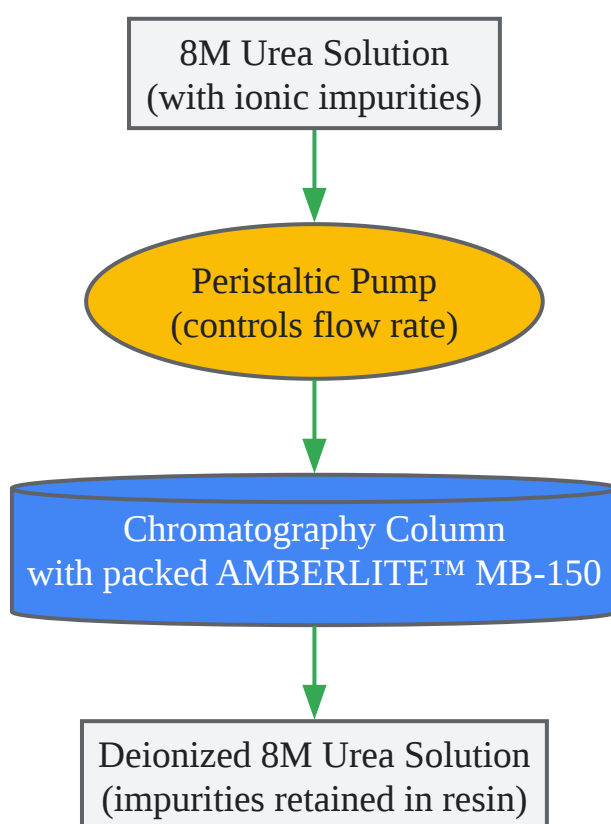 8M Urea Solution
(with ionic impurities)
Peristaltic Pump
(controls flow rate)
Chromatography Column
with packed AMBERLITE™ MB-150
Deionized 8M Urea Solution
(impurities retained in resin)